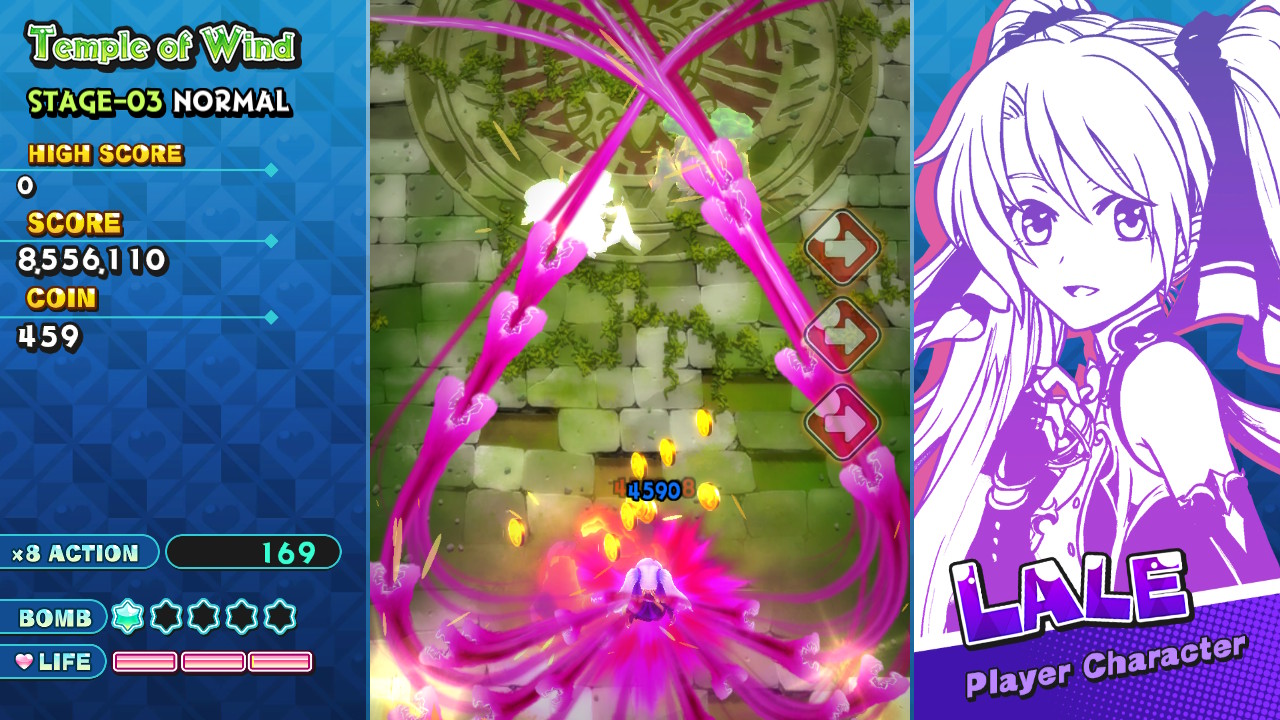 Temple of Wind
STAGE-03 NORMAL
HIGH SCORE
0
SCORE
8,556,110
COIN
459
4590
×8 ACTION 169
BOMB
LIFE
LALE
Player Character